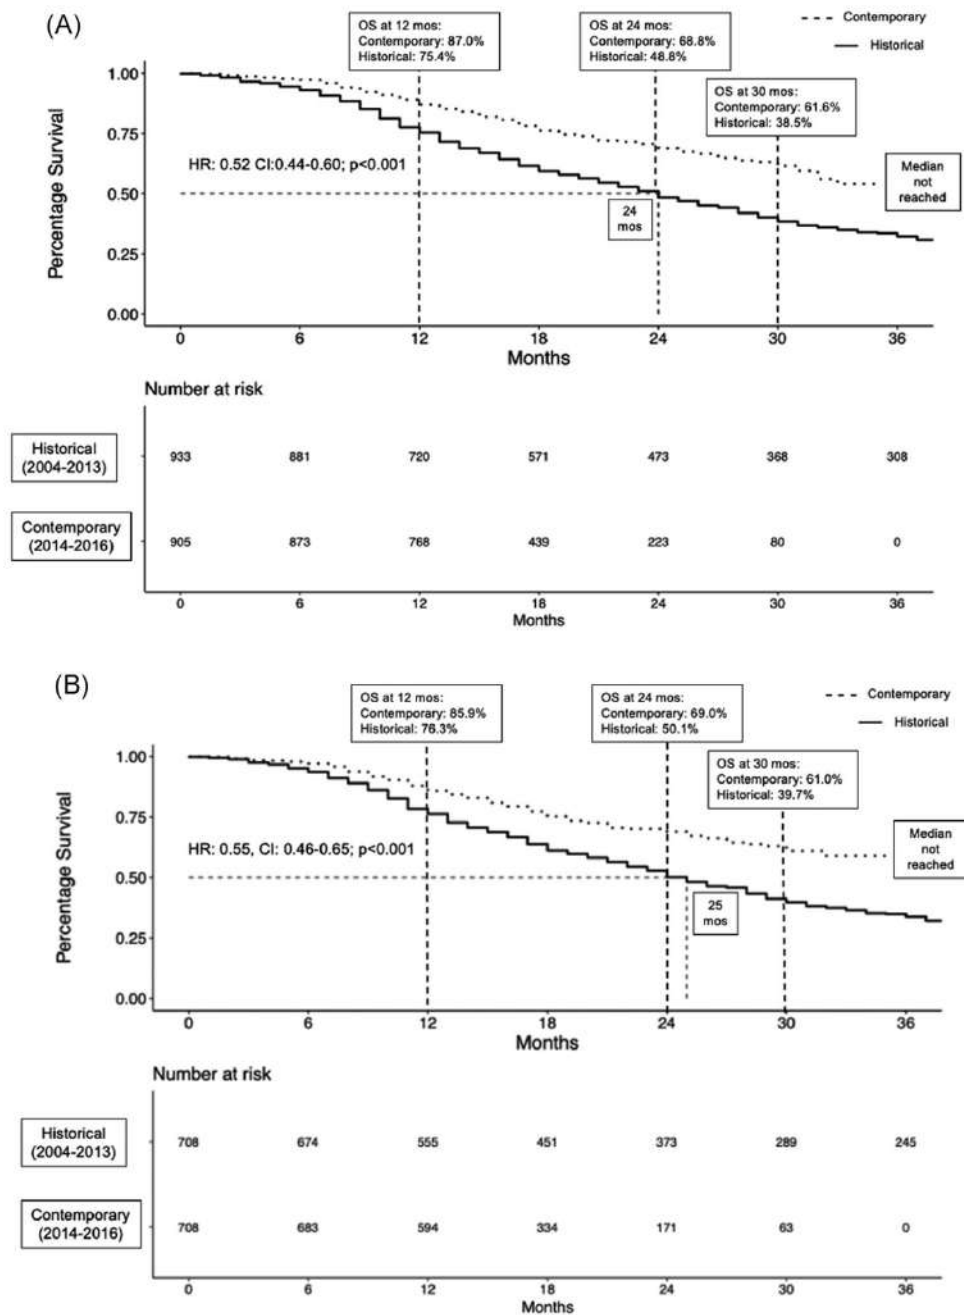 (A)
OS at 12 mos:
Contemporary: 87.0%
Historical: 75.4%
OS at 24 mos:
Contemporary: 68.8%
Historical: 48.8%
OS at 30 mos:
Contemporary: 61.6%
Historical: 38.5%
Contemporary
Historical
Percentage Survival
1.00
0.75
0.50
0.25
0.00
HR: 0.52 CI:0.44-0.60; p<0.001
24
mos
Median
not
reached
0 6 12 18 24 30 36
Months
Number at risk
Historical
(2004-2013)
933 881 720 571 473 368 308
Contemporary
(2014-2016)
905 873 768 439 223 80 0
0 6 12 18 24 30 36
Months
(B)
OS at 12 mos:
Contemporary: 85.9%
Historical: 76.3%
OS at 24 mos:
Contemporary: 69.0%
Historical: 50.1%
OS at 30 mos:
Contemporary: 61.0%
Historical: 39.7%
Contemporary
Historical
Percentage Survival
1.00
0.75
0.50
0.25
0.00
HR: 0.55, CI: 0.46-0.65; p<0.001
25
mos
Median
not
reached
0 6 12 18 24 30 36
Months
Number at risk
Historical
(2004-2013)
708 674 555 451 373 289 245
Contemporary
(2014-2016)
708 683 594 334 171 63 0
0 6 12 18 24 30 36
Months